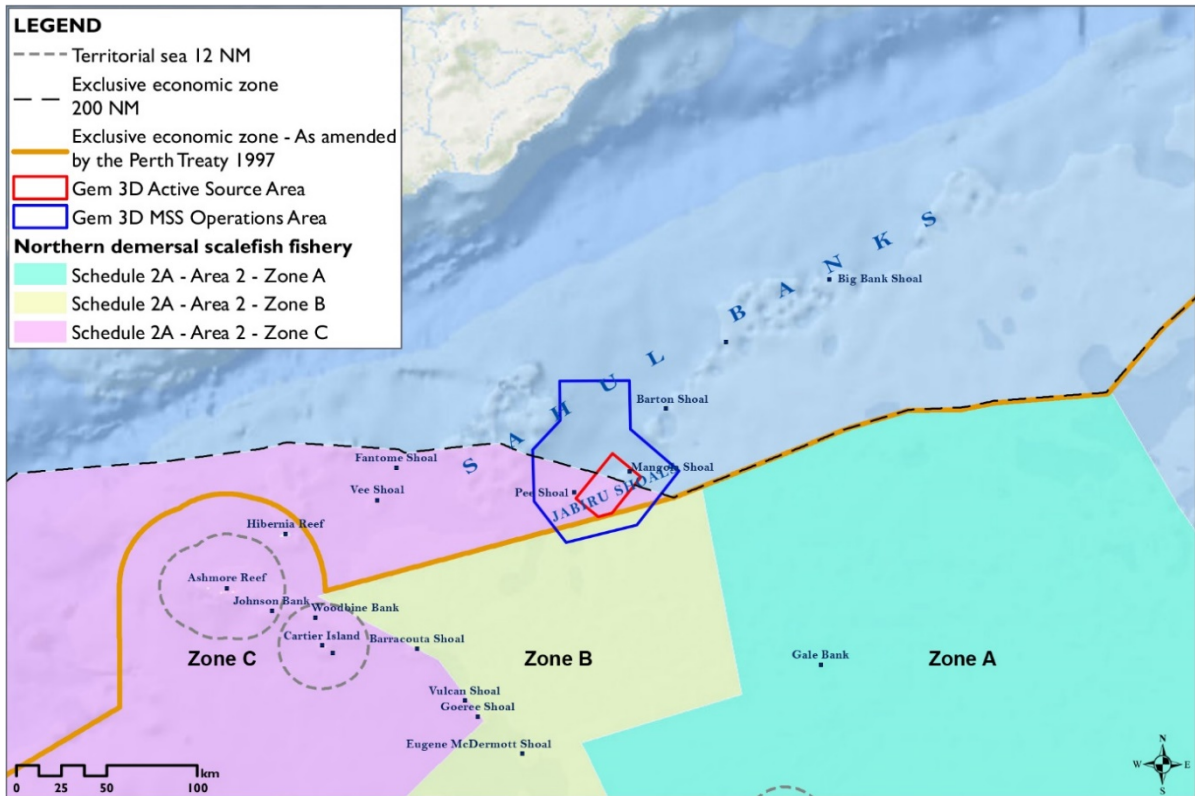 LEGEND
Territorial sea 12 NM
Exclusive economic zone
200 NM
Exclusive economic zone - As amended
by the Perth Treaty 1997
Gem 3D Active Source Area
Gem 3D MSS Operations Area
Northern demersal scalefish fishery
Schedule 2A - Area 2 - Zone A
Schedule 2A - Area 2 - Zone B
Schedule 2A - Area 2 - Zone C
SAHUL BANKS
Big Bank Shoal
Barton Shoal
Fantome Shoal
Mangola Shoal
Vee Shoal
Pee Shoal
JABIRU SHOALS
Hibernia Reef
Ashmore Reef
Johnson Bank
Woodbine Bank
Cartier Island
Barracouta Shoal
Zone C
Zone B
Gale Bank
Zone A
Vulcan Shoal
Goeree Shoal
Eugene McDermott Shoal
0 25 50 100
km
N
W E
S